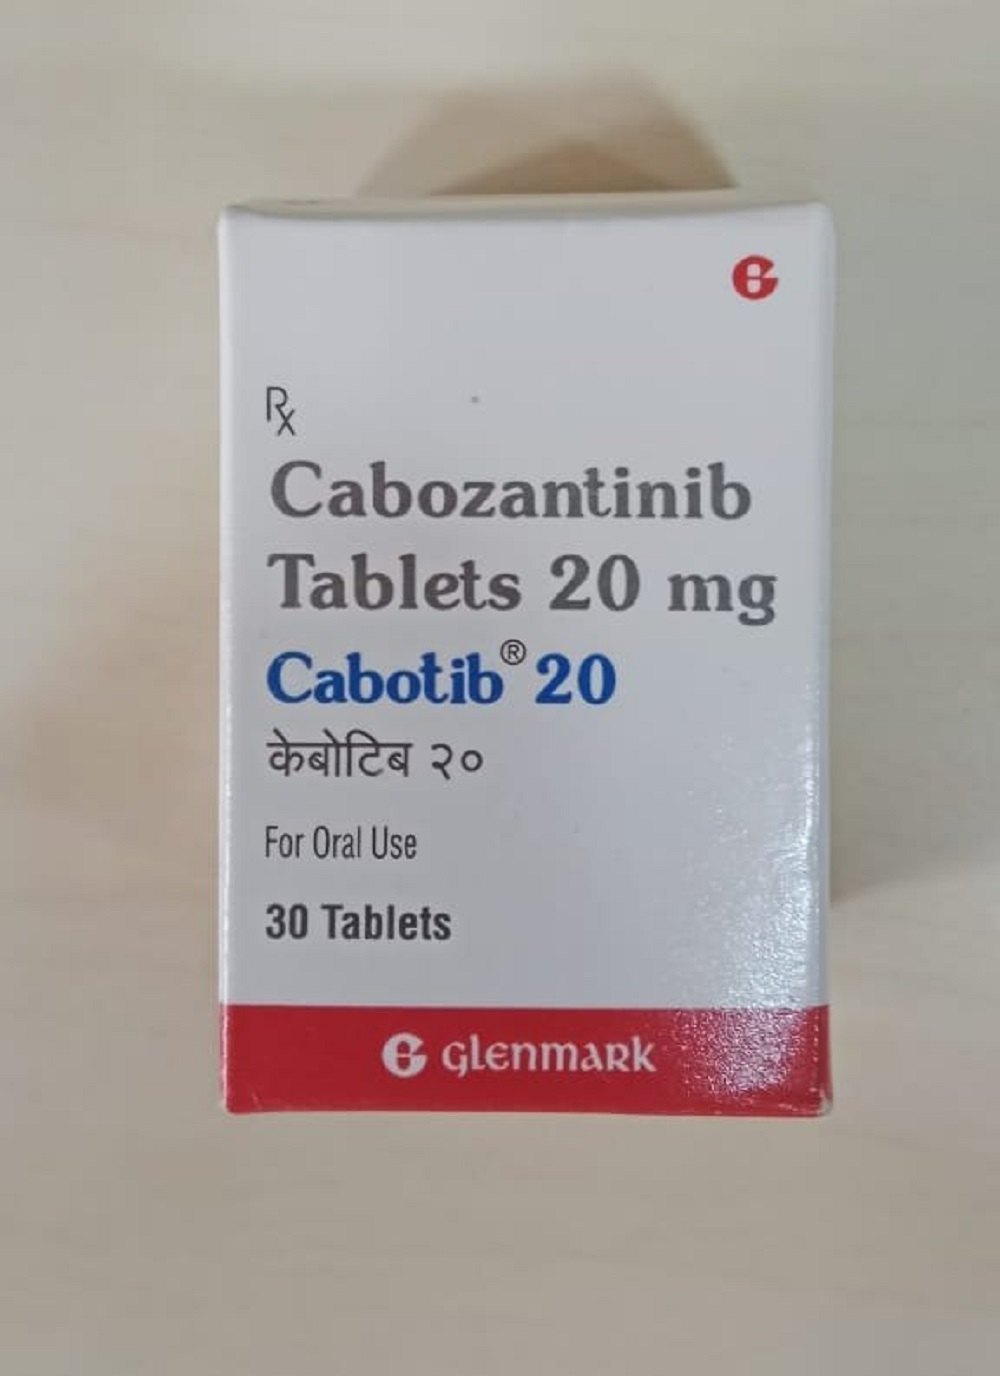 Rx
Cabozantinib
Tablets 20 mg
Cabotib® 20
केबोटिब २०
For Oral Use
30 Tablets
G glenmark